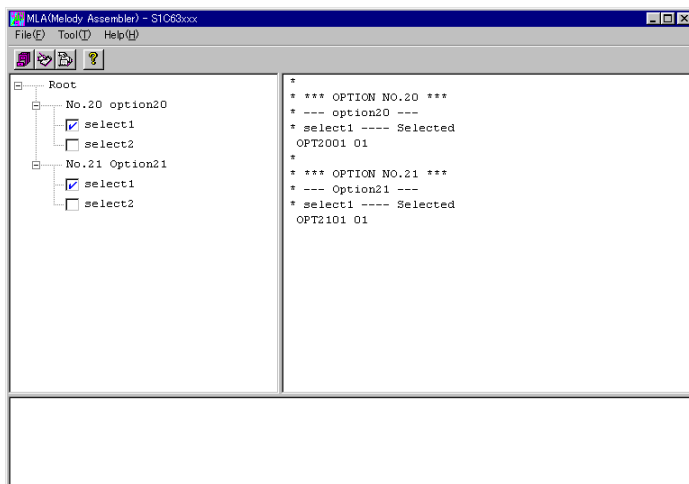 MLA(Melody Assembler) - S1C63xxx
File(F) Tool(T) Help(H)
Root
No.20 option20
select1
select2
No.21 Option21
select1
select2
*
* *** OPTION NO.20 ***
* --- option20 ---
* select1 ---- Selected
OPT2001 01
*
* *** OPTION NO.21 ***
* --- Option21 ---
* select1 ---- Selected
OPT2101 01